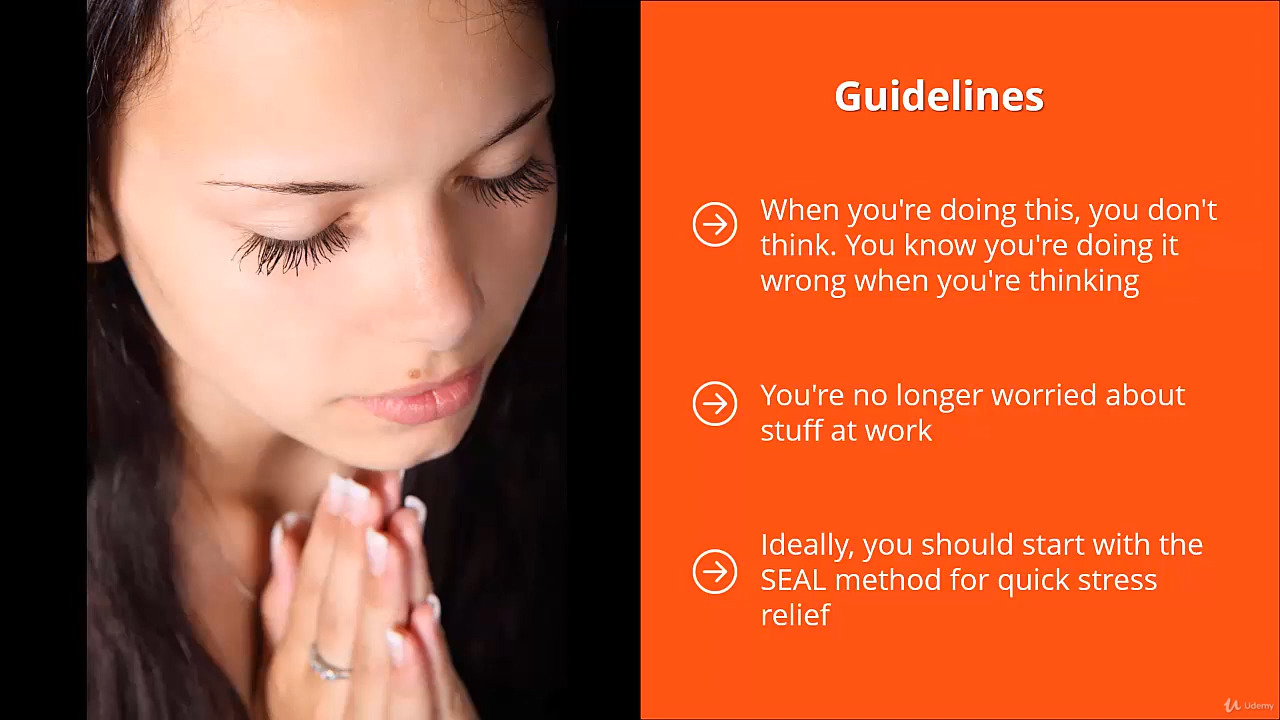 Guidelines
When you're doing this, you don't
think. You know you're doing it
wrong when you're thinking
You're no longer worried about
stuff at work
Ideally, you should start with the
SEAL method for quick stress
relief
Udemy